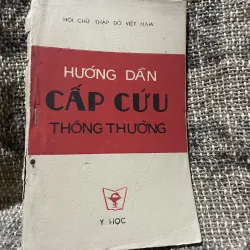 HỘI CHỮ THẬP ĐỎ VIỆT NAM
HƯỚNG DẪN
CẤP CỨU
THÔNG THƯỜNG
Y HỌC